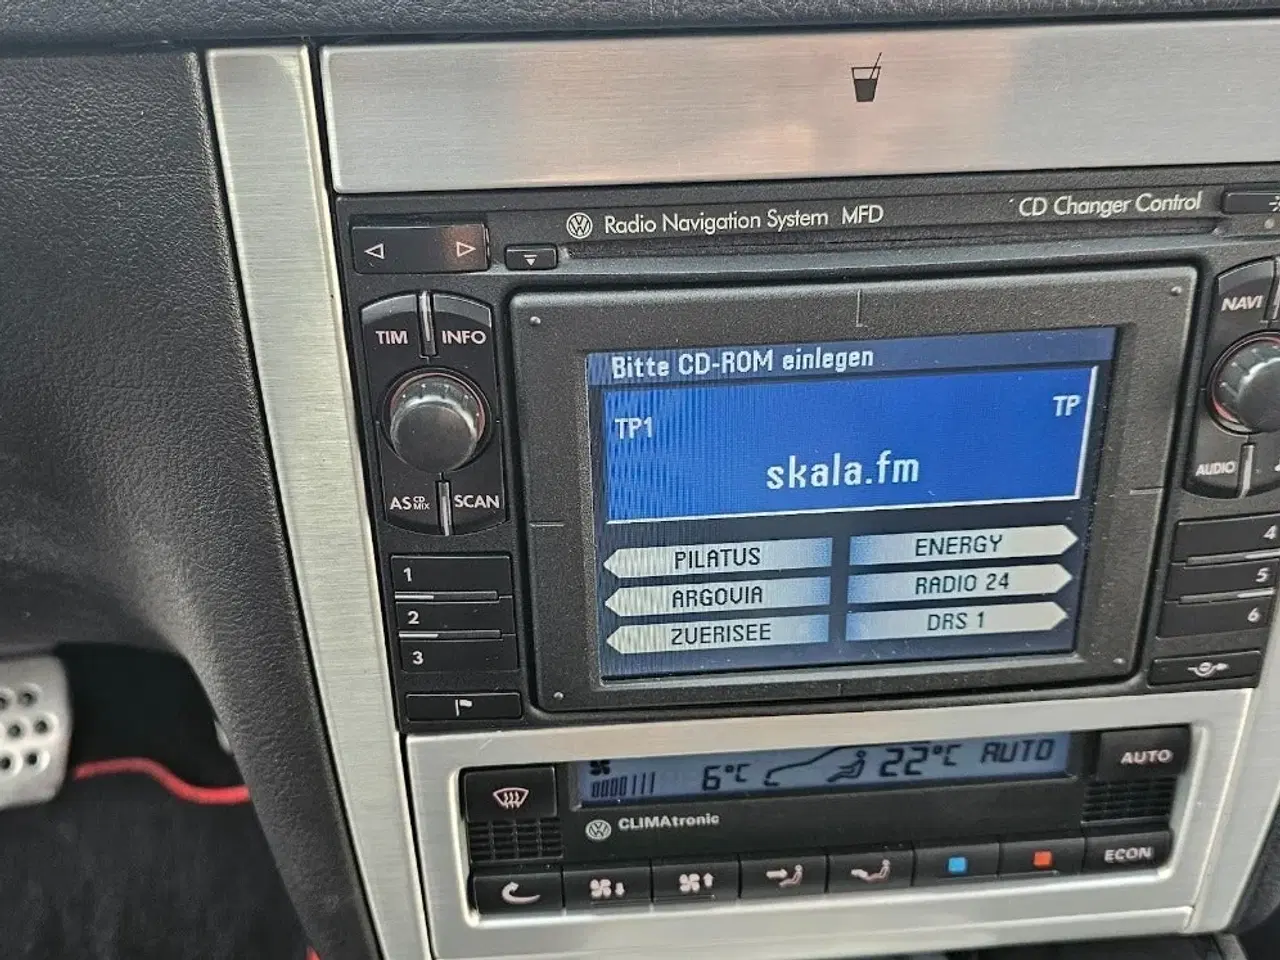 Radio Navigation System MFD
CD Changer Control
TIM INFO
NAVI
Bitte CD-ROM einlegen
TP1
TP
skala.fm
AS CD MIX SCAN
AUDIO
PILATUS
ENERGY
ARGOVIA
RADIO 24
ZUERISEE
DRS 1
1
2
3
4
5
6
6°C
22°C AUTO
AUTO
CLIMAtronic
ECON